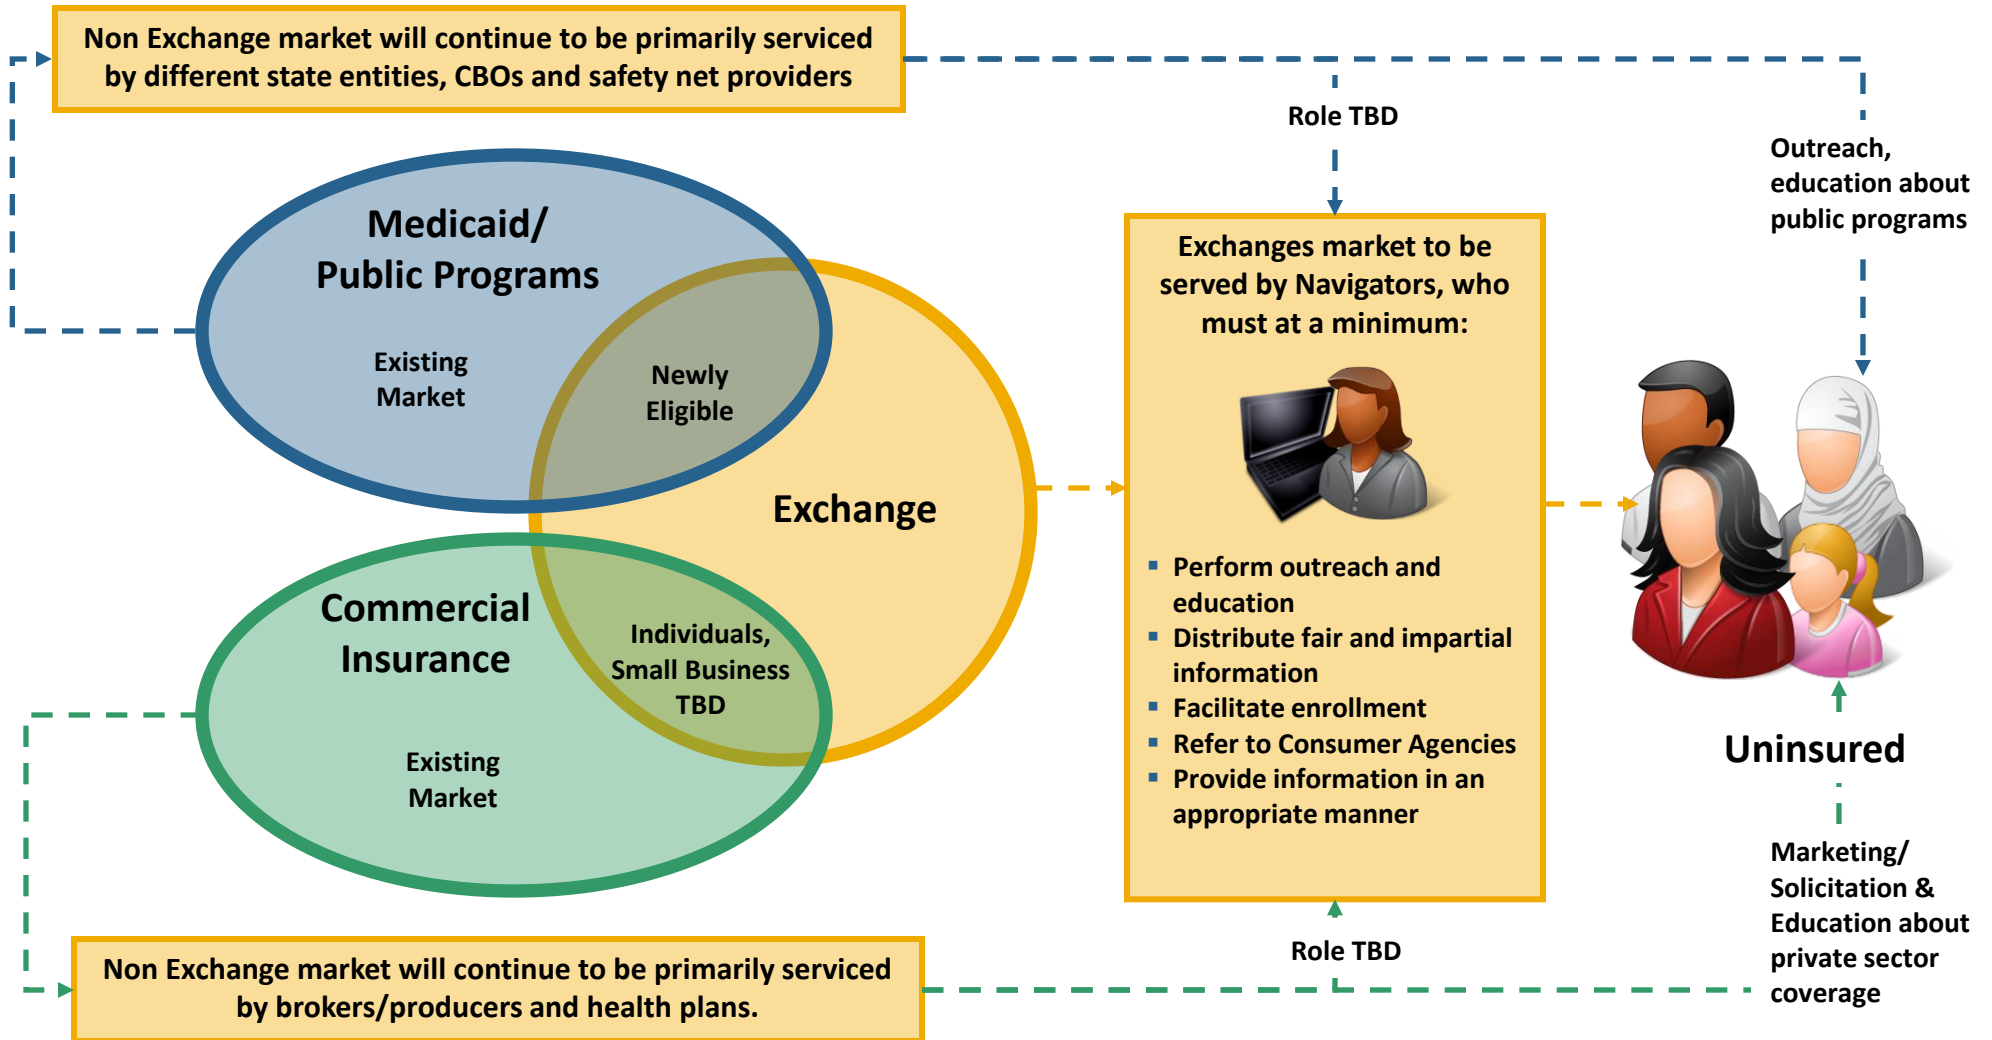 Non Exchange market will continue to be primarily serviced
by different state entities, CBOs and safety net providers
Role TBD
Outreach,
education about
public programs
Medicaid/
Public Programs
Existing
Market
Newly
Eligible
Exchange
Commercial
Insurance
Individuals,
Small Business
TBD
Existing
Market
Exchanges market to be
served by Navigators, who
must at a minimum:
▪ Perform outreach and
education
▪ Distribute fair and impartial
information
▪ Facilitate enrollment
▪ Refer to Consumer Agencies
▪ Provide information in an
appropriate manner
Uninsured
Marketing/
Solicitation &
Education about
private sector
coverage
Role TBD
Non Exchange market will continue to be primarily serviced
by brokers/producers and health plans.